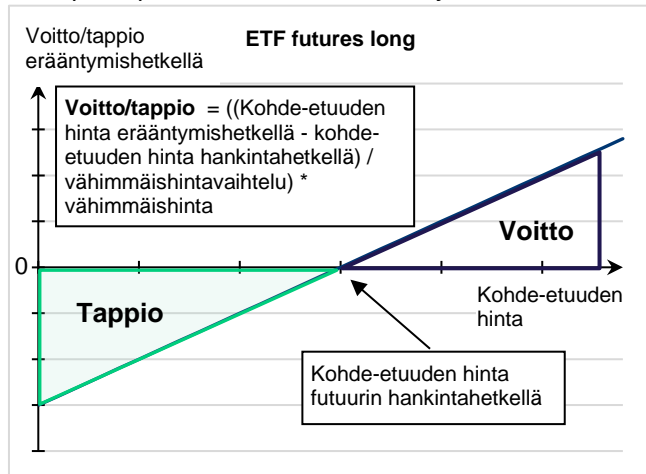 Voitto/tappio
erääntymishetkellä
ETF futures long
Voitto/tappio = ((Kohde-etuuden
hinta erääntymishetkellä - kohde-
etuuden hinta hankintahetkellä) /
vähimmäishintavaihtelu) *
vähimmäishinta
Voitto
0
Kohde-etuuden
hinta
Tappio
Kohde-etuuden hinta
futuurin hankintahetkellä